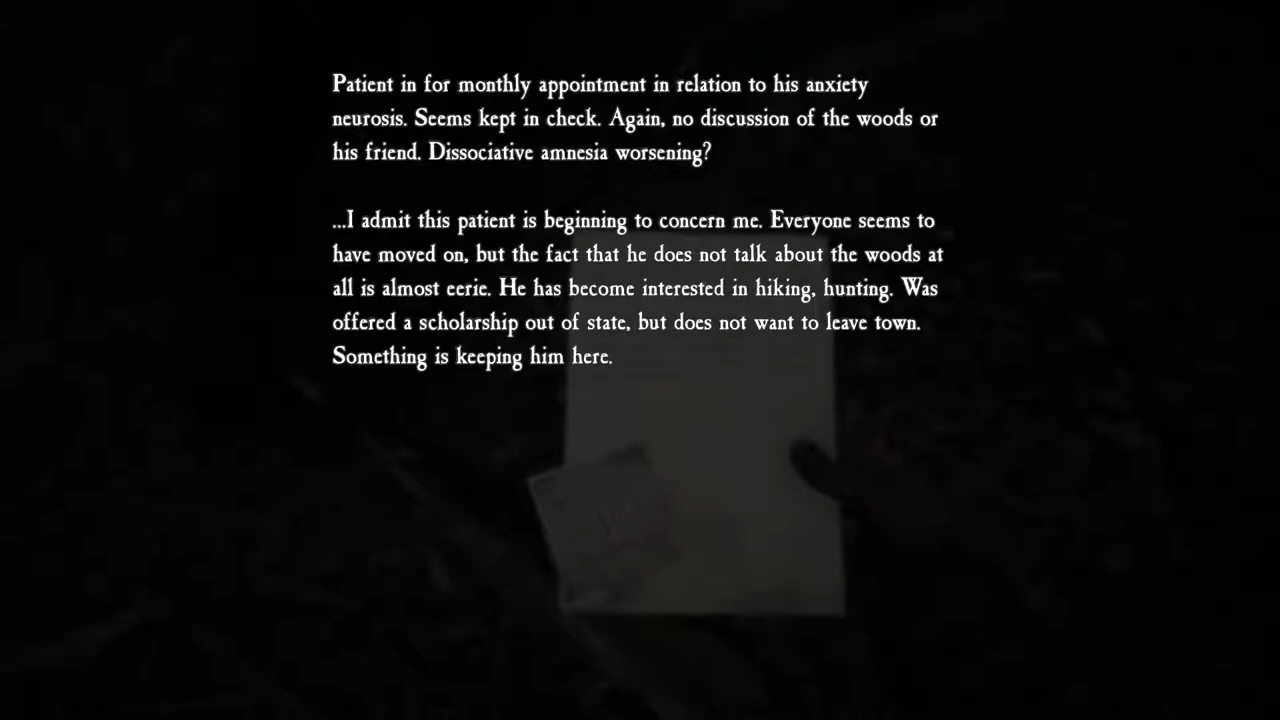 Patient in for monthly appointment in relation to his anxiety
neurosis. Seems kept in check. Again, no discussion of the woods or
his friend. Dissociative amnesia worsening?
...I admit this patient is beginning to concern me. Everyone seems to
have moved on, but the fact that he does not talk about the woods at
all is almost eerie. He has become interested in hiking, hunting. Was
offered a scholarship out of state, but does not want to leave town.
Something is keeping him here.